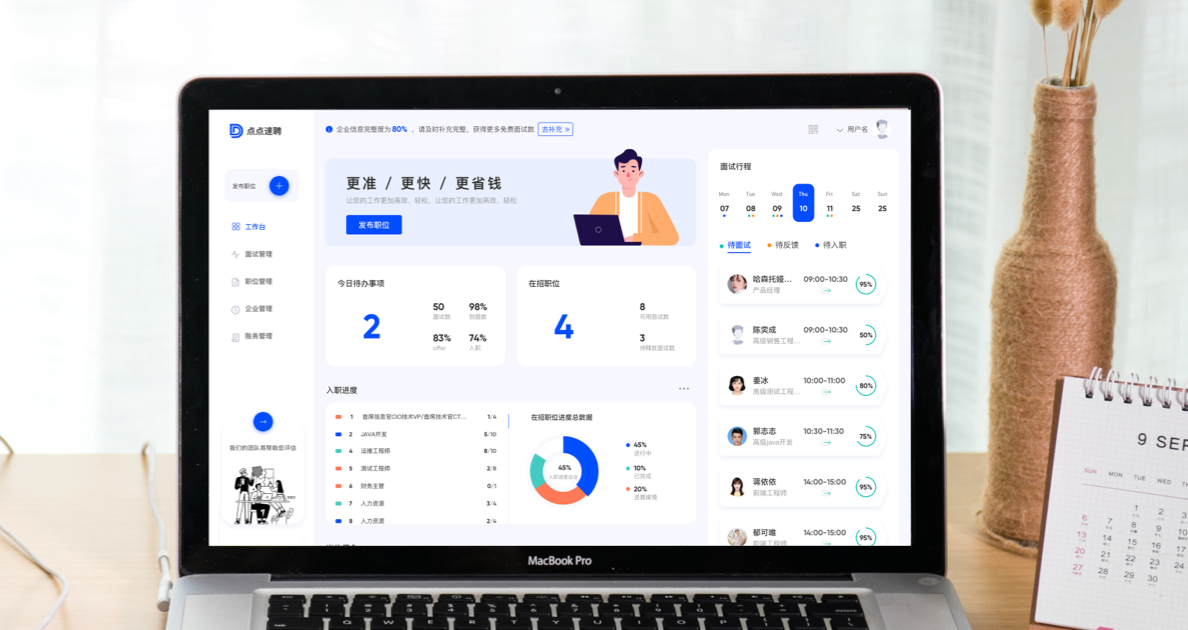 点点速聘
企业信息完整度为80%，请及时补充完整，获得更多免费面试数 去补充 »
用户名
发布职位 +
工作台
面试管理
职位管理
企业管理
账务管理
我们的团队将帮助您评估
更准 / 更快 / 更省钱
让您的工作更加高效、轻松，让您的工作更加高效、轻松
发布职位
今日待办事项
2
50 98%
面试数 到面数
83% 74%
offer 入职
在招职位
4
8
可用面试数
3
待释放面试数
入职进度
1 首席信息官CIO技术VP/首席技术官CT... 1/4
2 JAVA开发 5/10
4 运维工程师 8/10
5 测试工程师 2/8
6 财务主管 0/1
7 人力资源 3/4
8 人力资源 2/4
在招职位进度总数据
45%
45%
进行中
10%
已完成
20%
进展缓慢
面试行程
Mon Tue Wed Thu Fri Sat Sun
07 08 09 10 11 25 25
待面试 待反馈 待入职
哈森托娅... 09:00-10:30 95%
产品经理
陈奕成 09:00-10:30 50%
高级销售工程...
姜冰 10:00-11:00 80%
高级测试工程...
郭志志 10:30-11:30 75%
高级java开发
蒋依依 14:00-15:00 95%
前端工程师
郁可唯 14:00-15:00 95%
前端工程师
MacBook Pro
9 SEP
SUN MON TUE WED
1 2 3
6 7 8 9 10
13 14 15 16 17
20 21 22 23 24
27 28 29 30